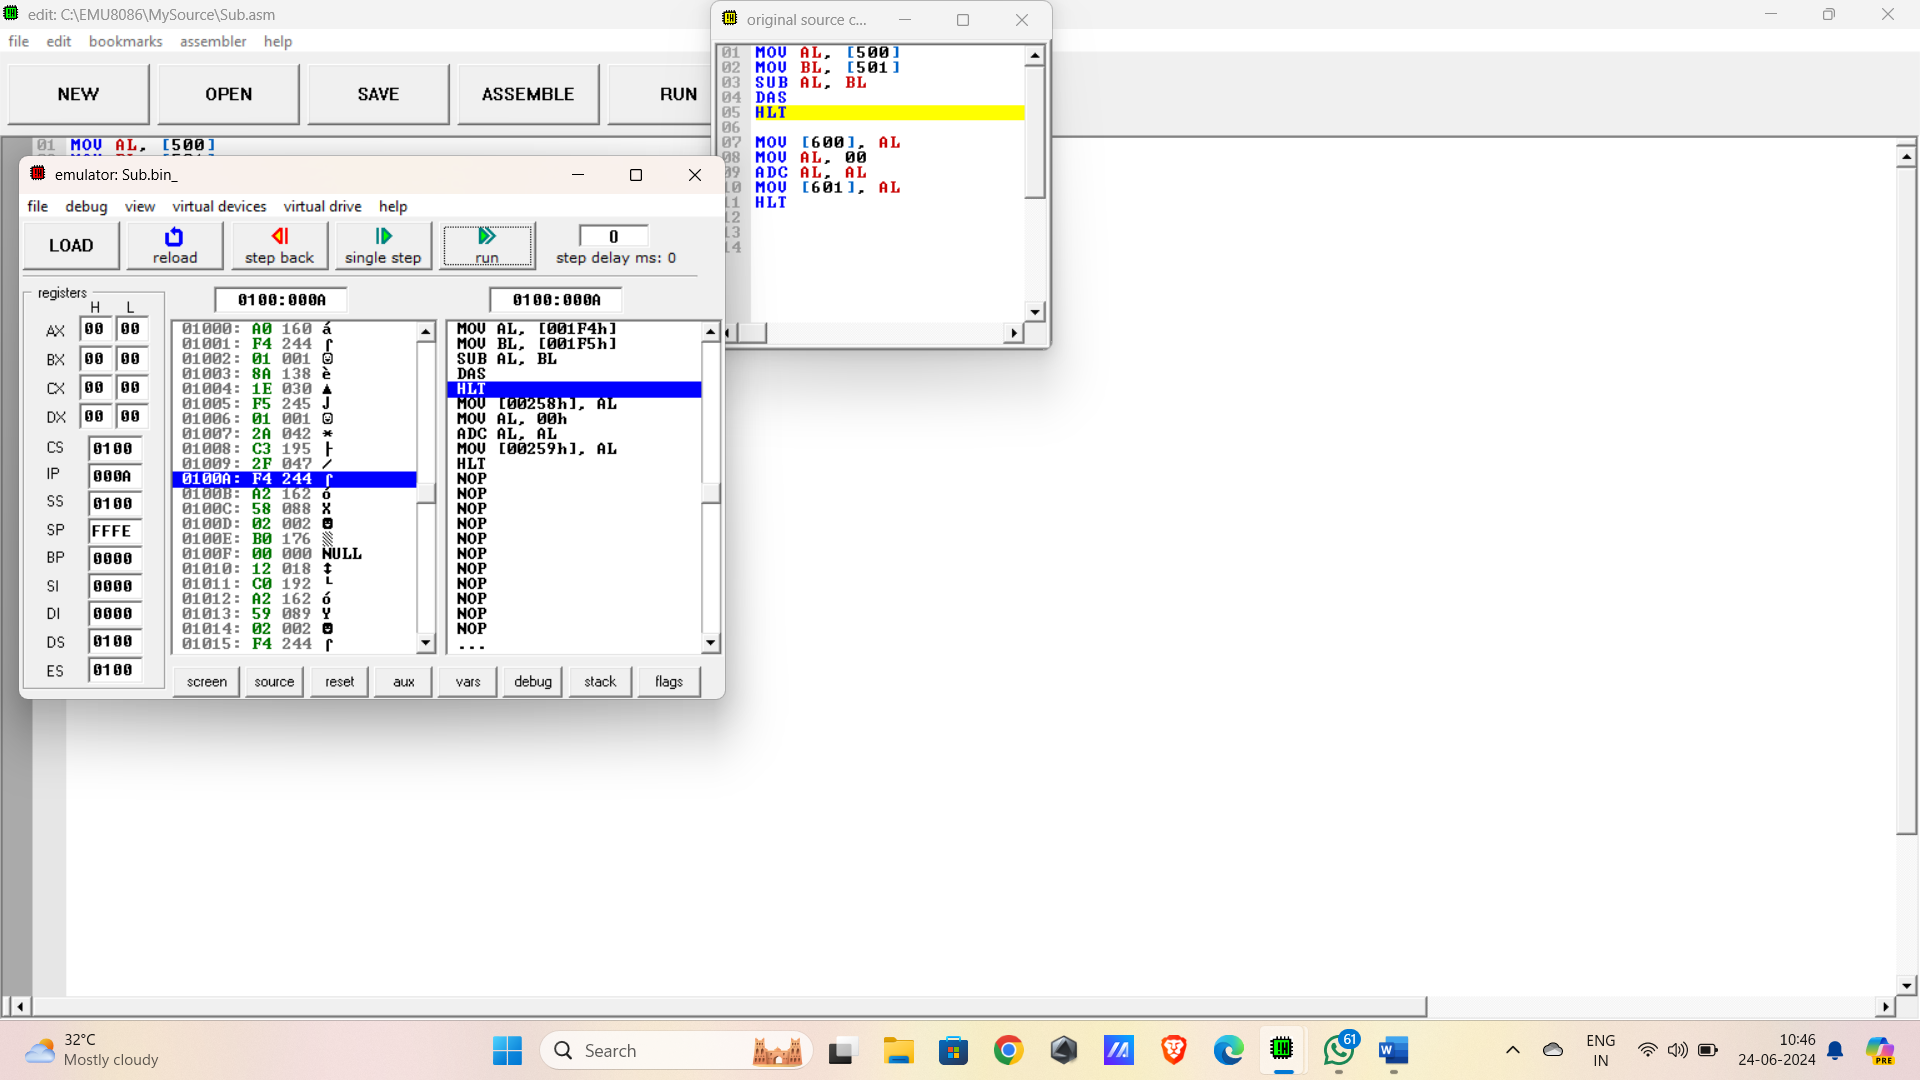 edit: C:\EMU8086\MySource\Sub.asm
file edit bookmarks assembler help
NEW OPEN SAVE ASSEMBLE RUN
01 MOV AL, [500]
original source c...
01 MOV AL, [500]
02 MOV BL, [501]
03 SUB AL, BL
04 DAS
05 HLT
06
07 MOV [600], AL
08 MOV AL, 00
09 ADC AL, AL
10 MOV [601], AL
11 HLT
12
13
14
emulator: Sub.bin_
file debug view virtual devices virtual drive help
LOAD reload step back single step run
0
step delay ms: 0
registers
H L
AX 00 00
BX 00 00
CX 00 00
DX 00 00
CS 0100
IP 000A
SS 0100
SP FFFE
BP 0000
SI 0000
DI 0000
DS 0100
ES 0100
0100:000A
01000: A0 160 á
01001: F4 244 ⌠
01002: 01 001 ☺
01003: 8A 138 è
01004: 1E 030 ▲
01005: F5 245 ⌡
01006: 01 001 ☺
01007: 2A 042 *
01008: C3 195 ├
01009: 2F 047 /
0100A: F4 244 ⌠
0100B: A2 162 ó
0100C: 58 088 X
0100D: 02 002 ☻
0100E: B0 176 ░
0100F: 00 000 NULL
01010: 12 018 ↕
01011: C0 192 └
01012: A2 162 ó
01013: 59 089 Y
01014: 02 002 ☻
01015: F4 244 ⌠
0100:000A
MOV AL, [001F4h]
MOV BL, [001F5h]
SUB AL, BL
DAS
HLT
MOV [00258h], AL
MOV AL, 00h
ADC AL, AL
MOV [00259h], AL
HLT
NOP
NOP
NOP
NOP
NOP
NOP
NOP
NOP
NOP
NOP
NOP
...
screen source reset aux vars debug stack flags
32°C
Mostly cloudy
Search
61
ENG
IN
10:46
24-06-2024
PRE